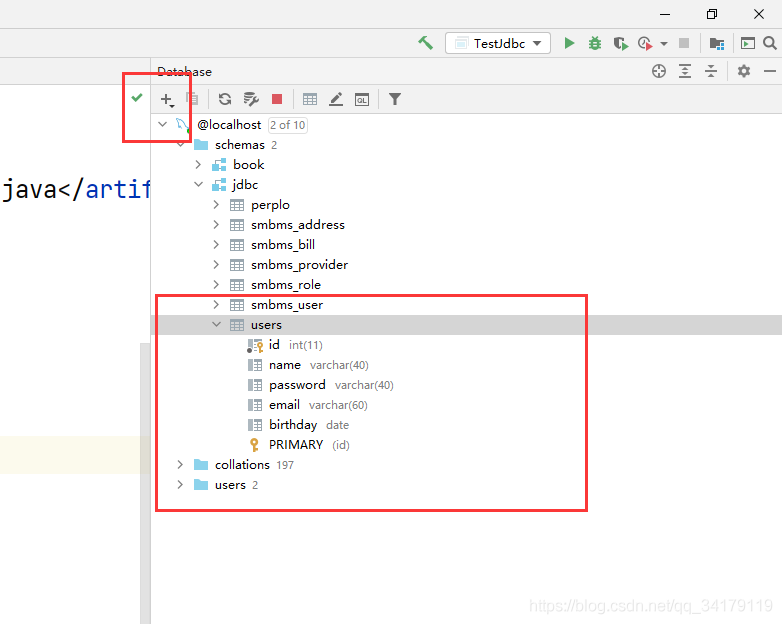 TestJdbc
Database
@localhost 2 of 10
schemas 2
book
java</artif
jdbc
perplo
smbms_address
smbms_bill
smbms_provider
smbms_role
smbms_user
users
id int(11)
name varchar(40)
password varchar(40)
email varchar(60)
birthday date
PRIMARY (id)
collations 197
users 2
https://blog.csdn.net/qq_34179119